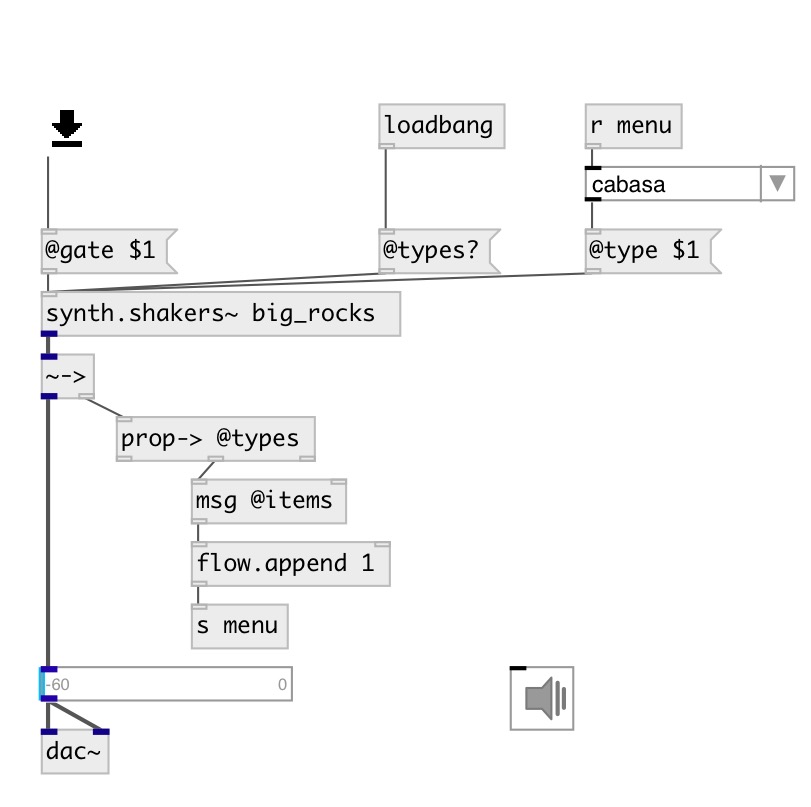 loadbang
r menu
cabasa
@gate $1
@types?
@type $1
synth.shakers~ big_rocks
~->
prop-> @types
msg @items
flow.append 1
s menu
-60
0
dac~